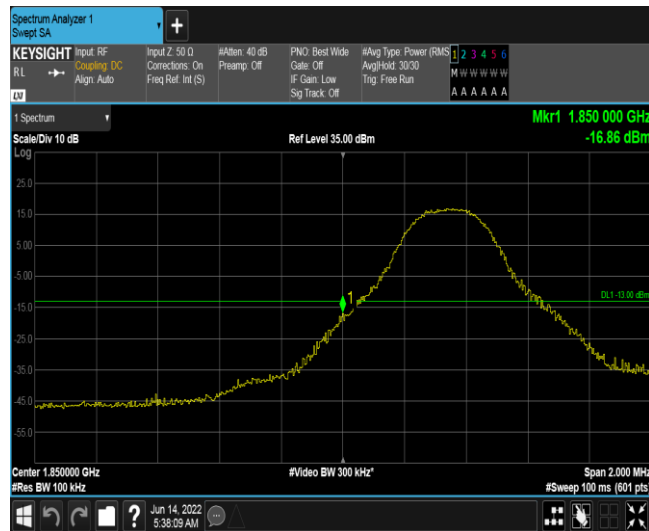 Spectrum Analyzer 1
Swept SA
+
KEYSIGHT
RL
LXI
Input: RF
Coupling: DC
Align: Auto
Input Z: 50 Ω
Corrections: On
Freq Ref: Int (S)
#Atten: 40 dB
Preamp: Off
PNO: Best Wide
Gate: Off
IF Gain: Low
Sig Track: Off
#Avg Type: Power (RMS
Avg|Hold: 30/30
Trig: Free Run
1 2 3 4 5 6
M W W W W W
A A A A A A
1 Spectrum
Mkr1 1.850 000 GHz
-16.86 dBm
Scale/Div 10 dB
Ref Level 35.00 dBm
Log
25.0
15.0
5.00
-5.00
-15.0
-25.0
-35.0
-45.0
-55.0
1
DL1 -13.00 dBm
Center 1.850000 GHz
#Res BW 100 kHz
#Video BW 300 kHz*
Span 2.000 MHz
#Sweep 100 ms (601 pts
?
Jun 14, 2022
5:38:09 AM